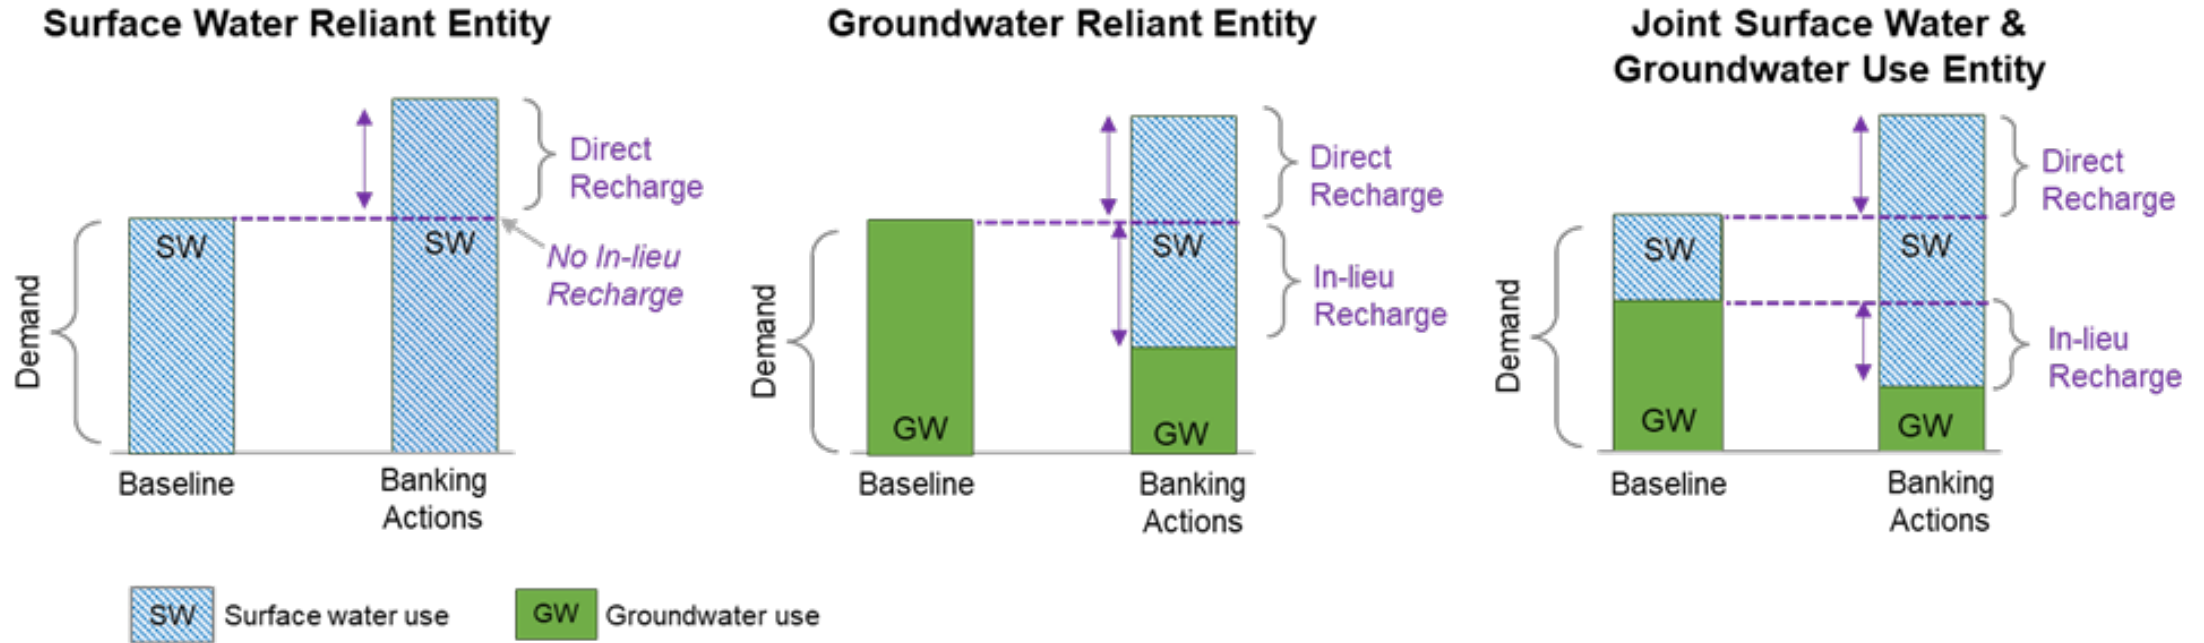 Surface Water Reliant Entity
Demand
SW
SW
Direct
Recharge
No In-lieu
Recharge
Baseline
Banking
Actions
Groundwater Reliant Entity
Demand
GW
SW
GW
Direct
Recharge
In-lieu
Recharge
Baseline
Banking
Actions
Joint Surface Water &
Groundwater Use Entity
Demand
SW
GW
SW
GW
Direct
Recharge
In-lieu
Recharge
Baseline
Banking
Actions
SW Surface water use
GW Groundwater use